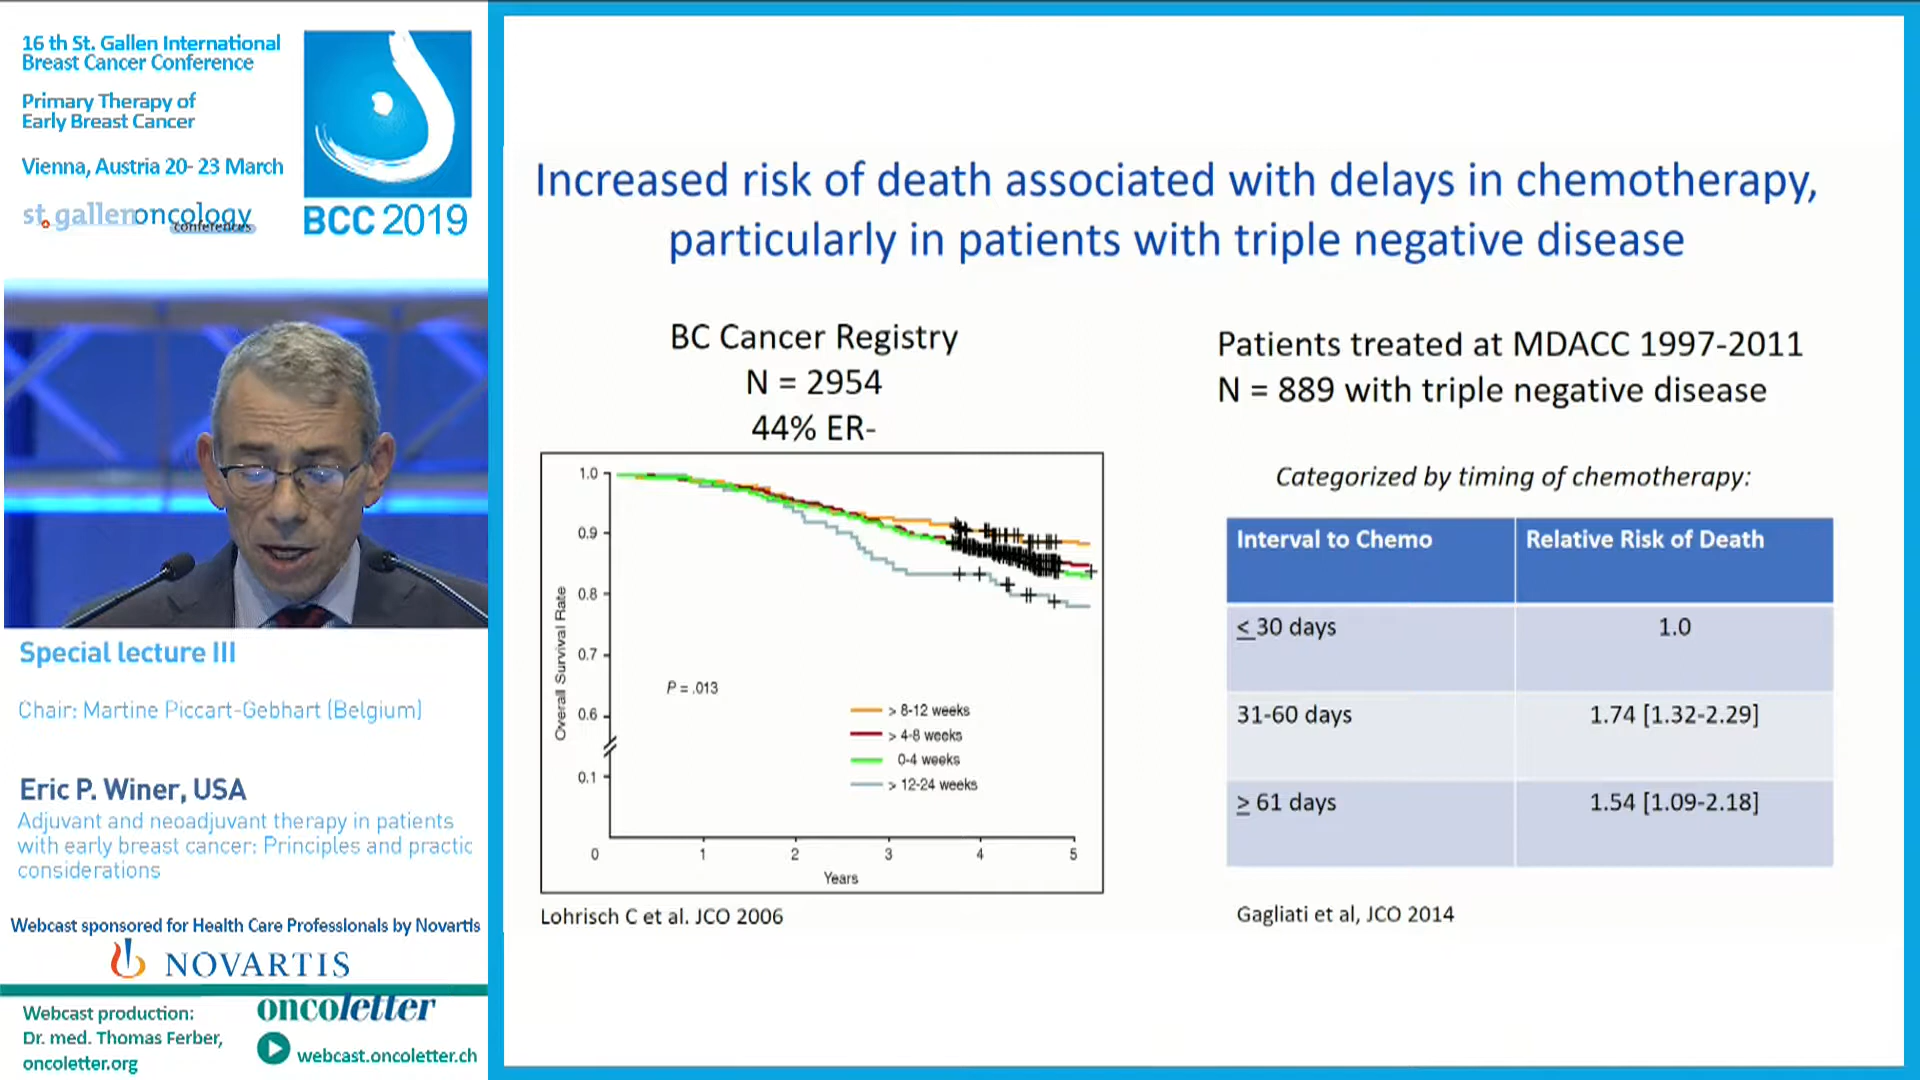 16 th St. Gallen International
Breast Cancer Conference
Primary Therapy of
Early Breast Cancer
Vienna, Austria 20- 23 March
st.gallenoncology
conferences
BCC 2019
Special lecture III
Chair: Martine Piccart-Gebhart (Belgium)
Eric P. Winer, USA
Adjuvant and neoadjuvant therapy in patients
with early breast cancer: Principles and practic
considerations
Webcast sponsored for Health Care Professionals by Novartis
NOVARTIS
Webcast production:
Dr. med. Thomas Ferber,
oncoletter.org
oncoletter
webcast.oncoletter.ch
Increased risk of death associated with delays in chemotherapy,
particularly in patients with triple negative disease
BC Cancer Registry
N = 2954
44% ER-
1.0
0.9
0.8
0.7
0.6
0.1
Overall Survival Rate
P = .013
> 8-12 weeks
> 4-8 weeks
0-4 weeks
> 12-24 weeks
0 1 2 3 4 5
Years
Lohrisch C et al. JCO 2006
Patients treated at MDACC 1997-2011
N = 889 with triple negative disease
Categorized by timing of chemotherapy:
Interval to Chemo Relative Risk of Death
≤ 30 days 1.0
31-60 days 1.74 [1.32-2.29]
≥ 61 days 1.54 [1.09-2.18]
Gagliati et al, JCO 2014